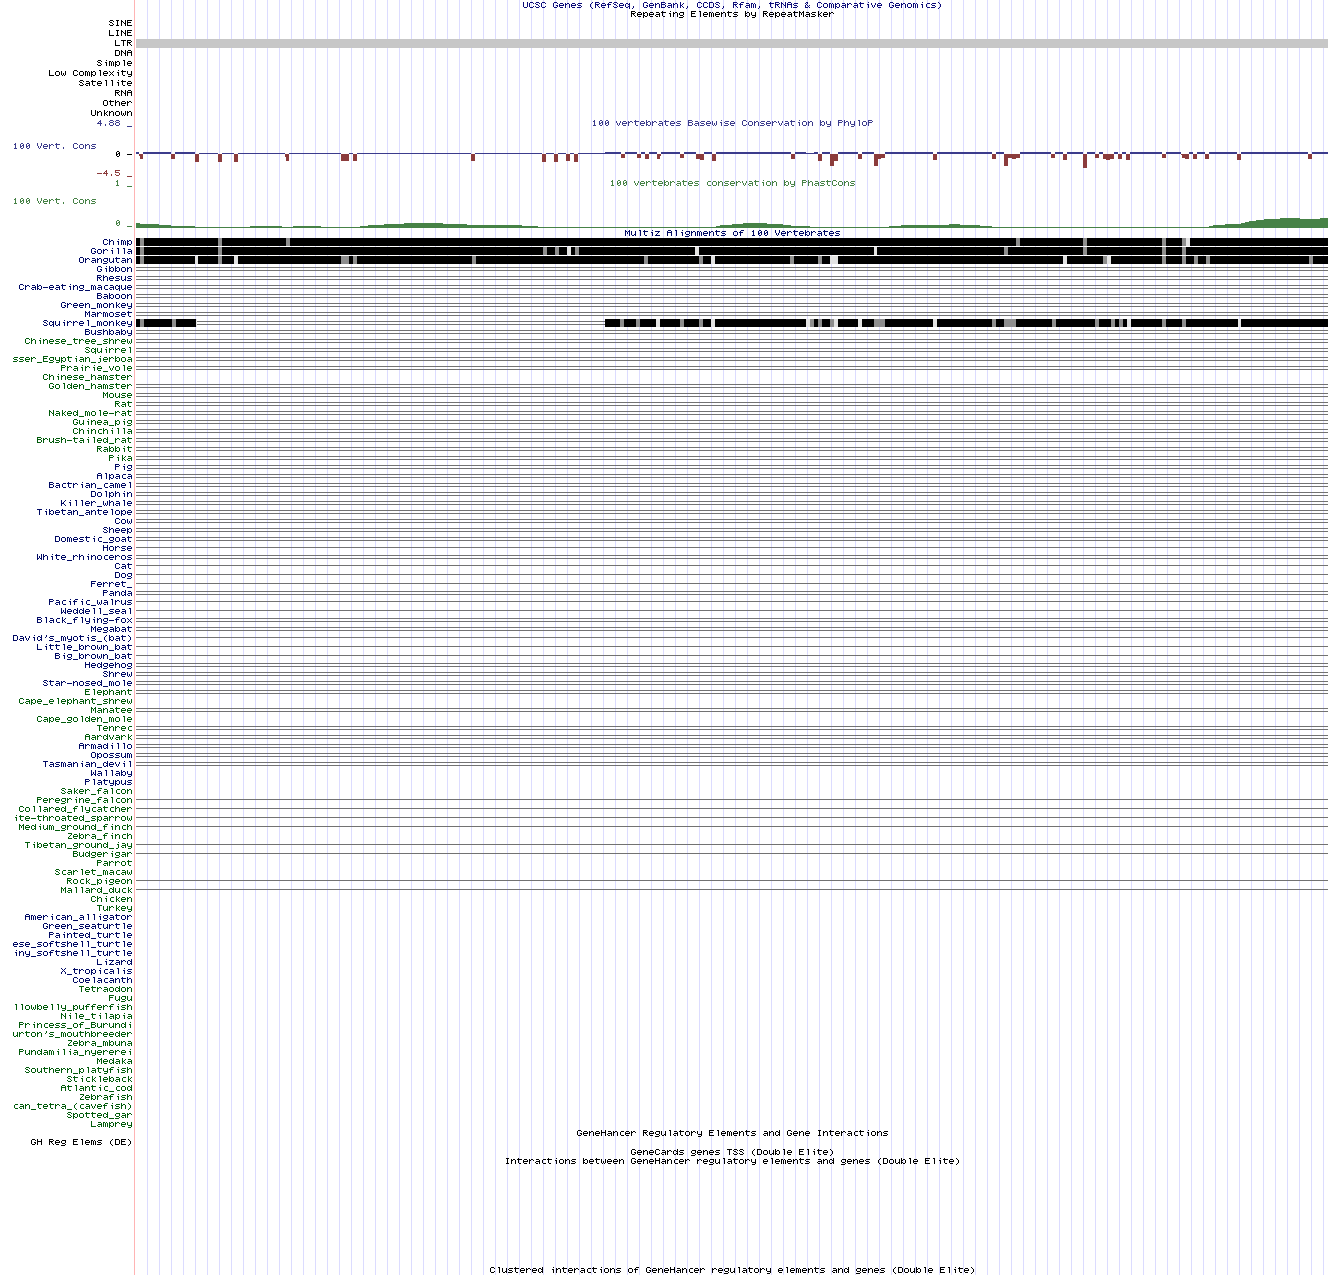 UCSC Genes (RefSeq, GenBank, CCDS, Rfam, tRNAs & Comparative Genomics)
Repeating Elements by RepeatMasker
SINE
LINE
LTR
DNA
Simple
Low Complexity
Satellite
RNA
Other
Unknown
4.88 _
100 vertebrates Basewise Conservation by PhyloP
100 Vert. Cons
0 -
-4.5 _
1 _
100 vertebrates conservation by PhastCons
100 Vert. Cons
0 _
Multiz Alignments of 100 Vertebrates
Chimp
Gorilla
Orangutan
Gibbon
Rhesus
Crab-eating_macaque
Baboon
Green_monkey
Marmoset
Squirrel_monkey
Bushbaby
Chinese_tree_shrew
Squirrel
sser_Egyptian_jerboa
Prairie_vole
Chinese_hamster
Golden_hamster
Mouse
Rat
Naked_mole-rat
Guinea_pig
Chinchilla
Brush-tailed_rat
Rabbit
Pika
Pig
Alpaca
Bactrian_camel
Dolphin
Killer_whale
Tibetan_antelope
Cow
Sheep
Domestic_goat
Horse
White_rhinoceros
Cat
Dog
Ferret_
Panda
Pacific_walrus
Weddell_seal
Black_flying-fox
Megabat
David's_myotis_(bat)
Little_brown_bat
Big_brown_bat
Hedgehog
Shrew
Star-nosed_mole
Elephant
Cape_elephant_shrew
Manatee
Cape_golden_mole
Tenrec
Aardvark
Armadillo
Opossum
Tasmanian_devil
Wallaby
Platypus
Saker_falcon
Peregrine_falcon
Collared_flycatcher
ite-throated_sparrow
Medium_ground_finch
Zebra_finch
Tibetan_ground_jay
Budgerigar
Parrot
Scarlet_macaw
Rock_pigeon
Mallard_duck
Chicken
Turkey
American_alligator
Green_seaturtle
Painted_turtle
ese_softshell_turtle
iny_softshell_turtle
Lizard
X_tropicalis
Coelacanth
Tetraodon
Fugu
llowbelly_pufferfish
Nile_tilapia
Princess_of_Burundi
urton's_mouthbreeder
Zebra_mbuna
Pundamilia_nyererei
Medaka
Southern_platyfish
Stickleback
Atlantic_cod
Zebrafish
can_tetra_(cavefish)
Spotted_gar
Lamprey
GeneHancer Regulatory Elements and Gene Interactions
GH Reg Elems (DE)
GeneCards genes TSS (Double Elite)
Interactions between GeneHancer regulatory elements and genes (Double Elite)
Clustered interactions of GeneHancer regulatory elements and genes (Double Elite)